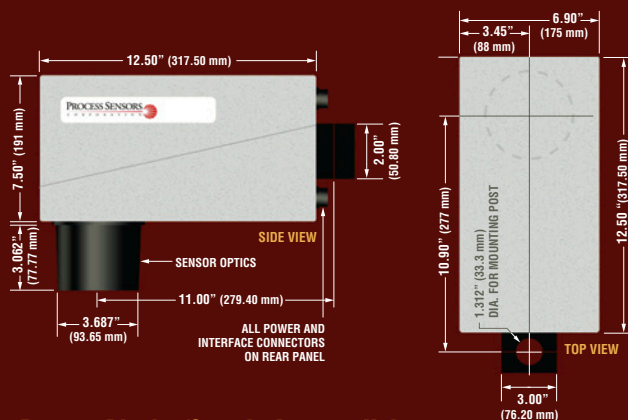 12.50” (317.50 mm)
PROCESS SENSORS
CORPORATION
7.50” (191 mm)
2.00”
(50.80 mm)
SIDE VIEW
3.062”
(77.77 mm)
SENSOR OPTICS
11.00” (279.40 mm)
3.687”
(93.65 mm)
ALL POWER AND
INTERFACE CONNECTORS
ON REAR PANEL
6.90”
(175 mm)
3.45”
(88 mm)
10.90” (277 mm)
12.50 “(317.50 mm)
1.312” (33.3 mm)
DIA. FOR MOUNTING POST
TOP VIEW
3.00”
(76.20 mm)